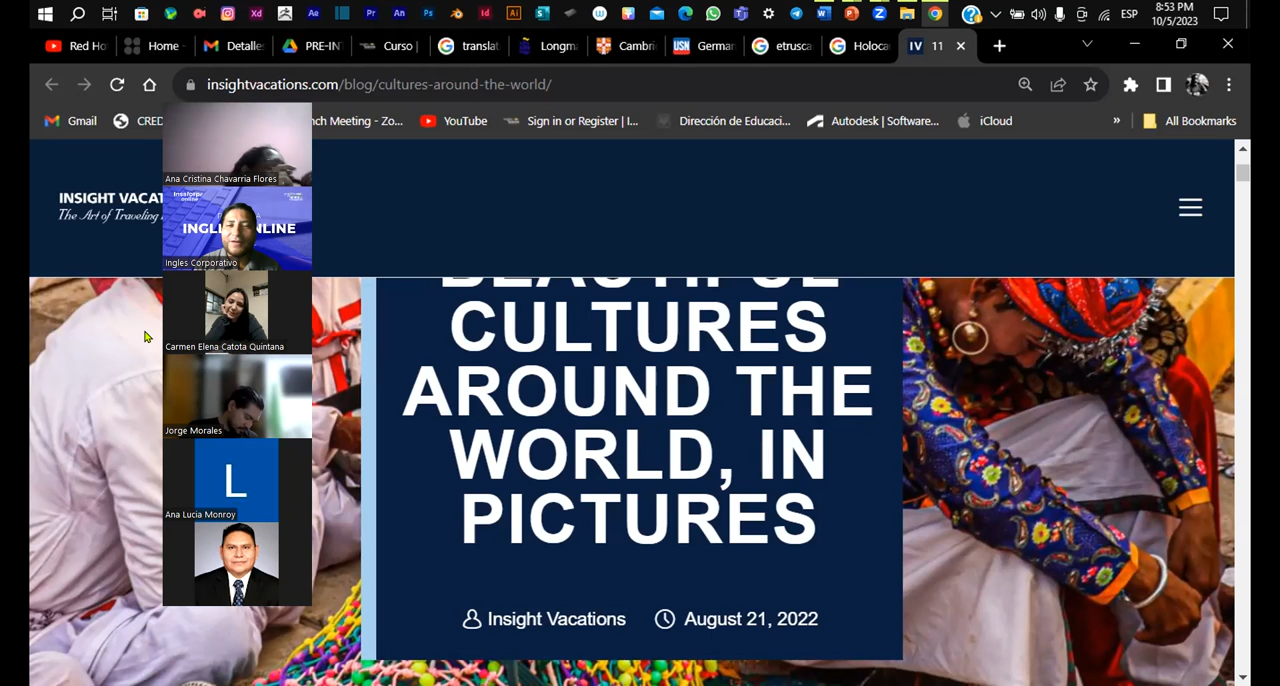 8:53 PM
ESP
10/5/2023
Red Ho
Home
Detalle
PRE-IN
Curso
translat
Longm
Cambri
Germar
etrusca
Holoca
11
insightvacations.com/blog/cultures-around-the-world/
Gmail
CRED
nch Meeting - Zo...
YouTube
Sign in or Register | I...
Dirección de Educaci...
Autodesk | Software...
iCloud
»
All Bookmarks
INSIGHT VACAT
The Art of Traveling
Ana Cristina Chavarria Flores
INGL
NLINE
Ingles Corporativo
Carmen Elena Catota Quintana
Jorge Morales
L
Ana Lucia Monroy
BEAUTIFUL
CULTURES
AROUND THE
WORLD, IN
PICTURES
Insight Vacations
August 21, 2022